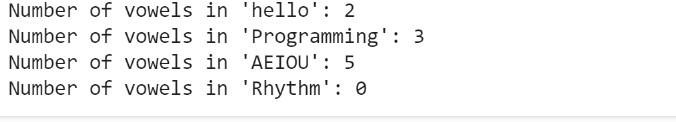 Number of vowels in 'hello': 2
Number of vowels in 'Programming': 3
Number of vowels in 'AEIOU': 5
Number of vowels in 'Rhythm': 0